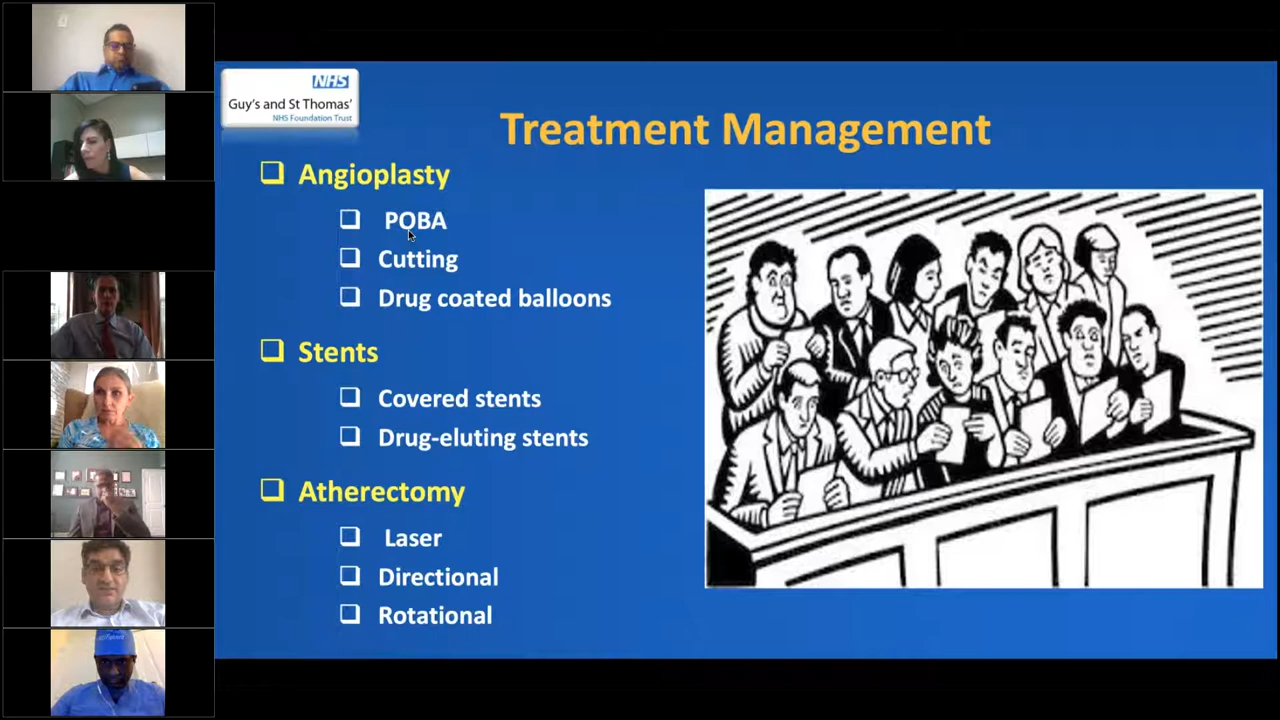 NHS
Guy's and St Thomas'
NHS Foundation Trust
Treatment Management
Angioplasty
POBA
Cutting
Drug coated balloons
Stents
Covered stents
Drug-eluting stents
Atherectomy
Laser
Directional
Rotational